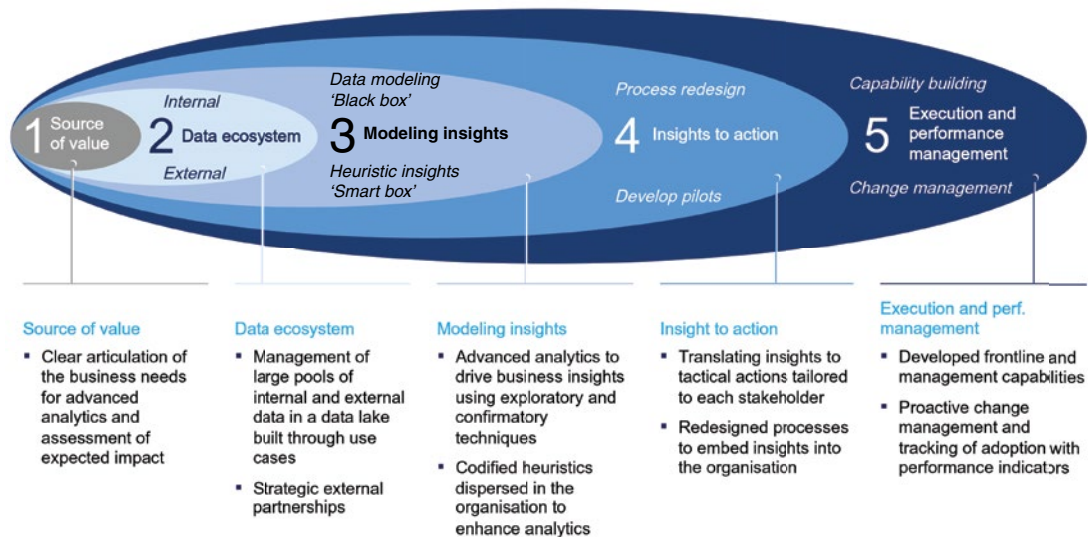 1 Source of value
Internal
2 Data ecosystem
External
Data modeling
'Black box'
3 Modeling insights
Heuristic insights
'Smart box'
Process redesign
4 Insights to action
Develop pilots
Capability building
5 Execution and
performance
management
Change management
Source of value
▪ Clear articulation of
the business needs
for advanced
analytics and
assessment of
expected impact
Data ecosystem
▪ Management of
large pools of
internal and external
data in a data lake
built through use
cases
▪ Strategic external
partnerships
Modeling insights
▪ Advanced analytics to
drive business insights
using exploratory and
confirmatory
techniques
▪ Codified heuristics
dispersed in the
organisation to
enhance analytics
Insight to action
▪ Translating insights to
tactical actions tailored
to each stakeholder
▪ Redesigned processes
to embed insights into
the organisation
Execution and perf.
management
▪ Developed frontline and
management capabilities
▪ Proactive change
management and
tracking of adoption with
performance indicators